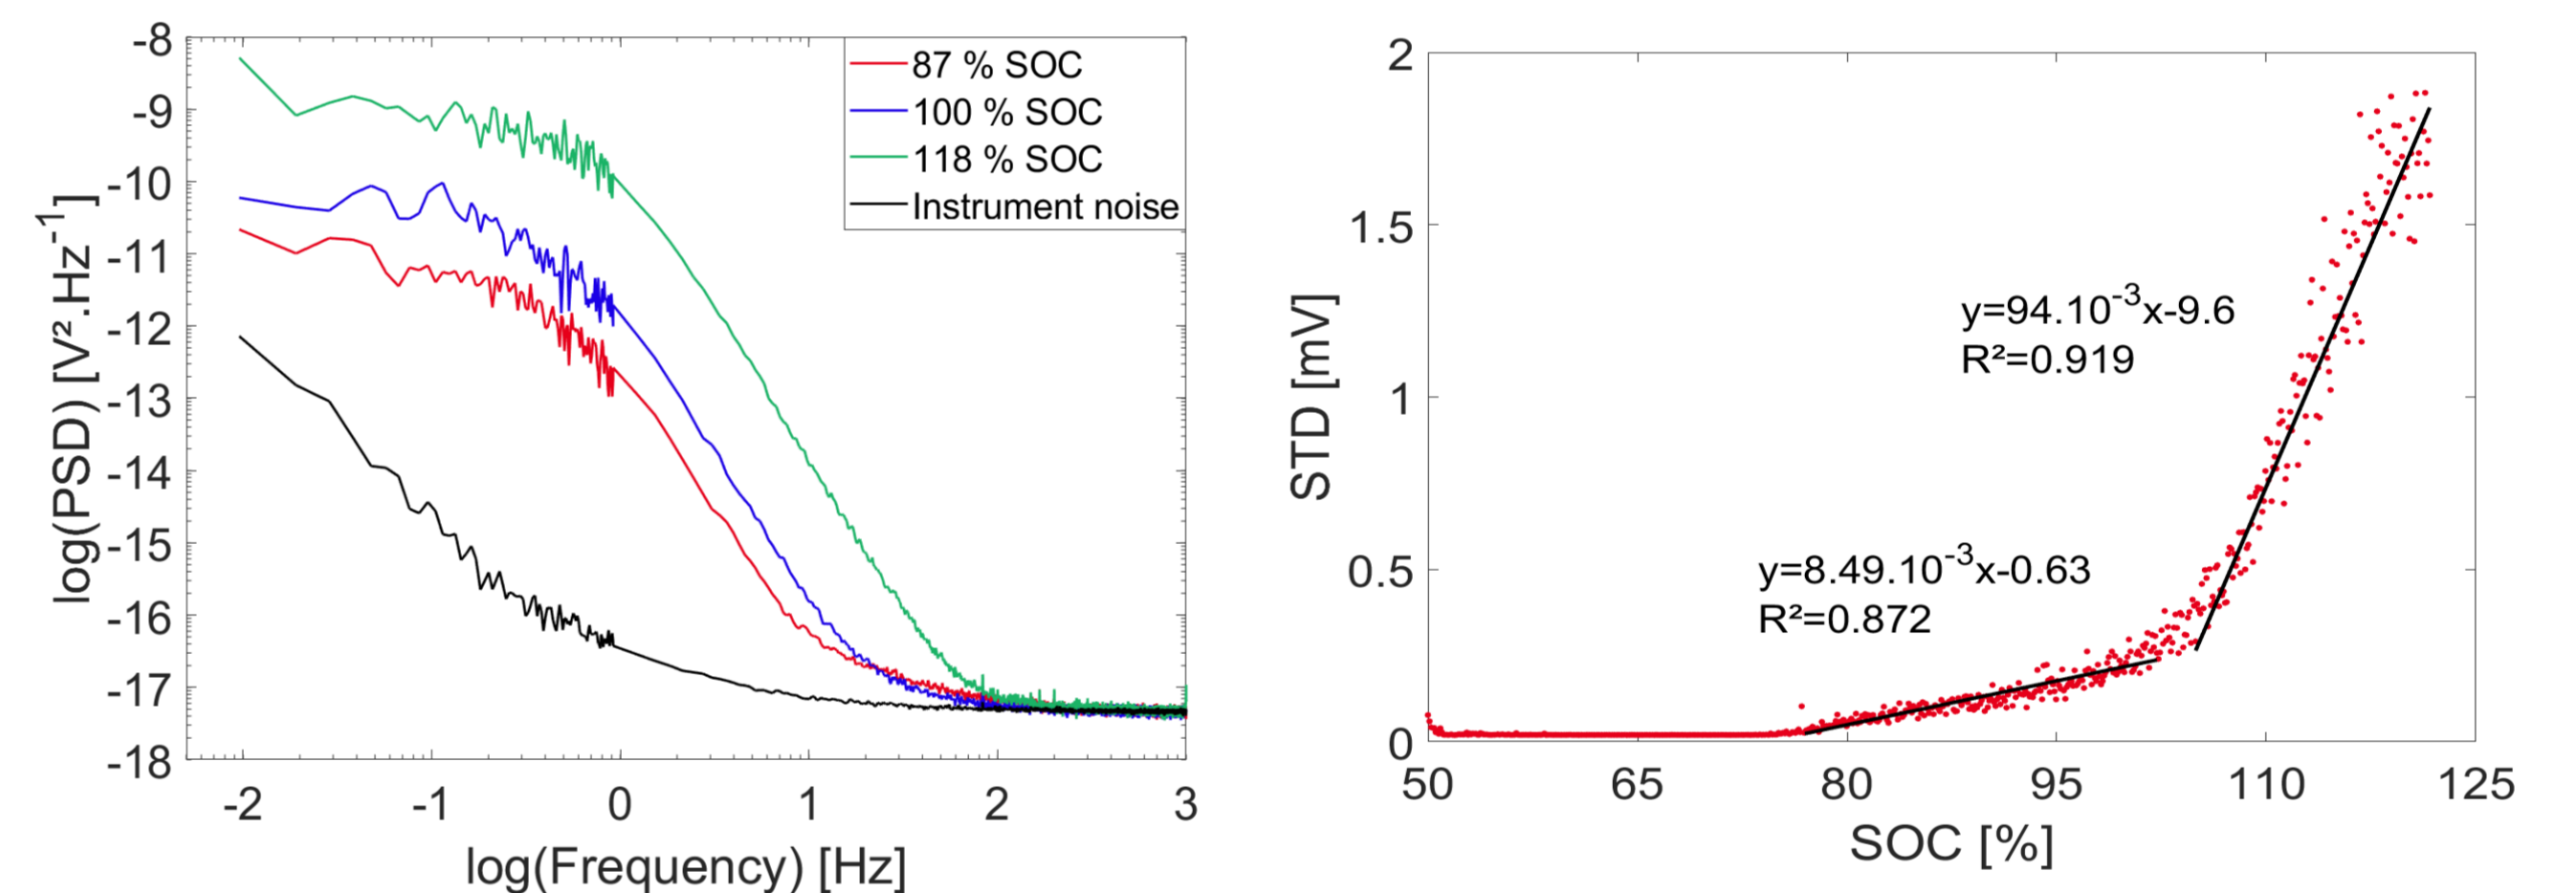 -8
-9
-10
-11
-12
-13
-14
-15
-16
-17
-18
log(PSD) [V².Hz⁻¹]
87 % SOC
100 % SOC
118 % SOC
Instrument noise
-2 -1 0 1 2 3
log(Frequency) [Hz]
2
1.5
1
0.5
0
STD [mV]
y=94.10⁻³x-9.6
R²=0.919
y=8.49.10⁻³x-0.63
R²=0.872
50 65 80 95 110 125
SOC [%]